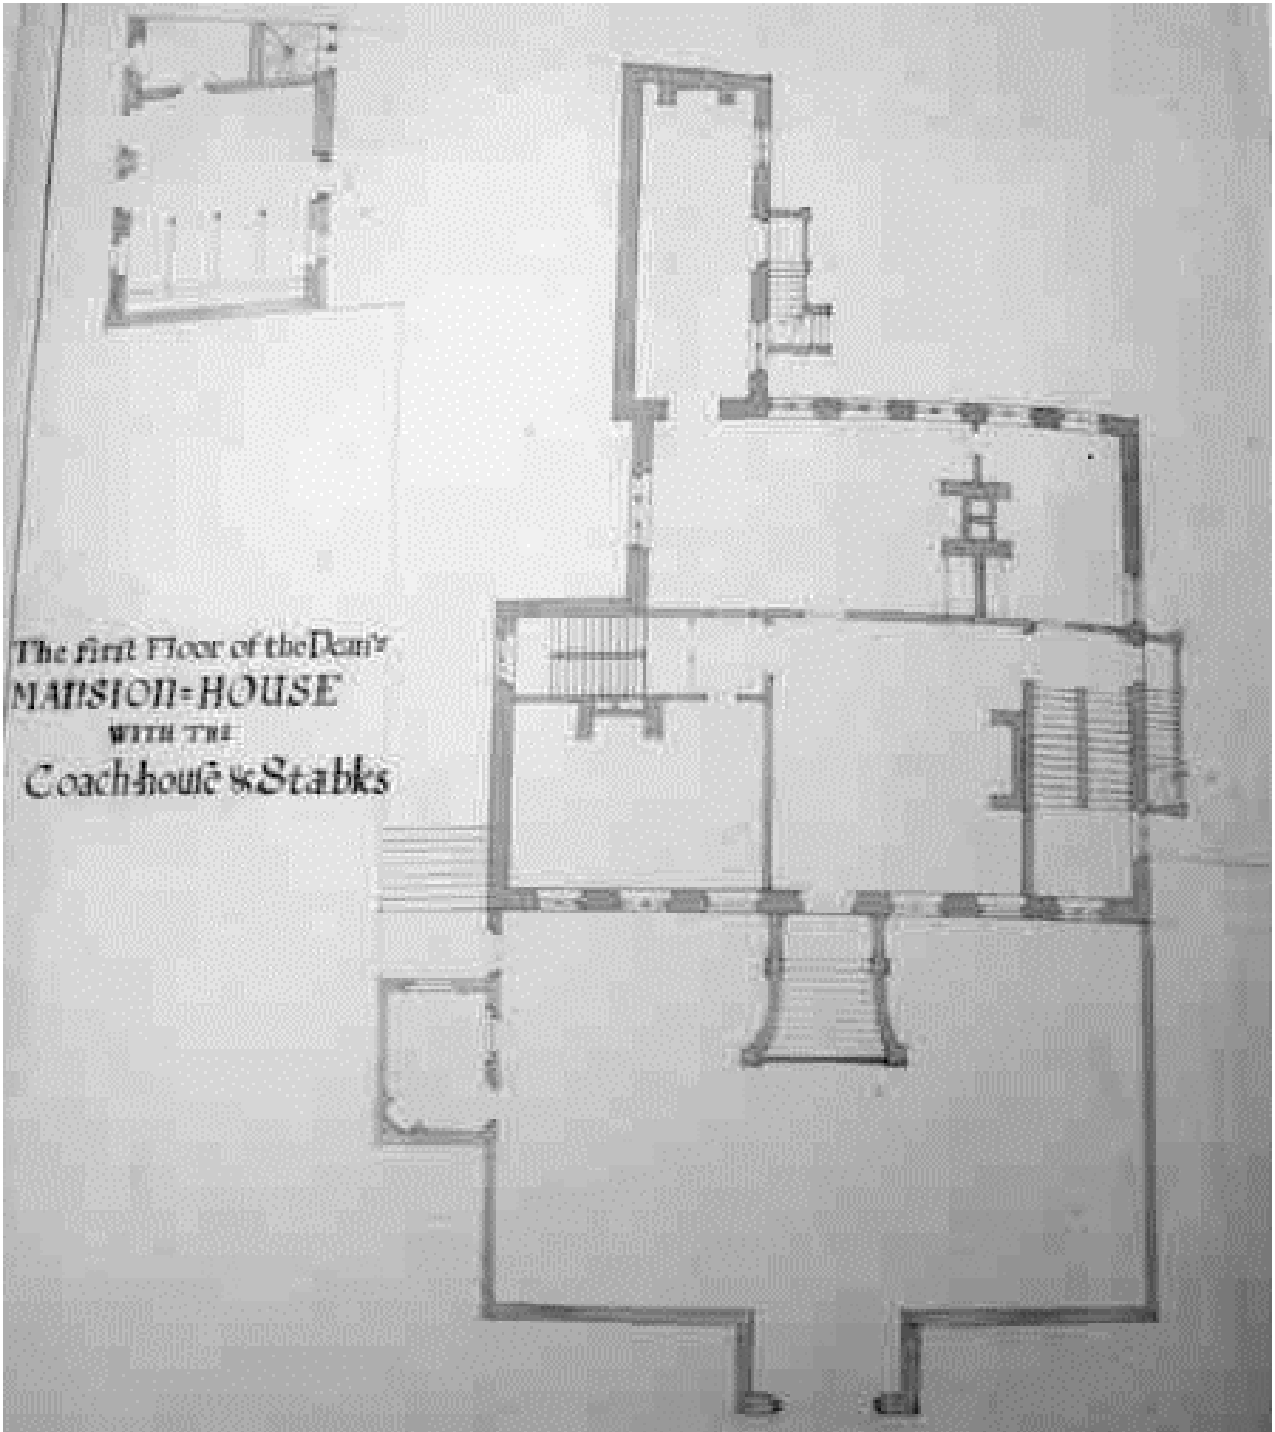 The first Floor of the Dean's
MANSION=HOUSE
WITH THE
Coach-house & Stables